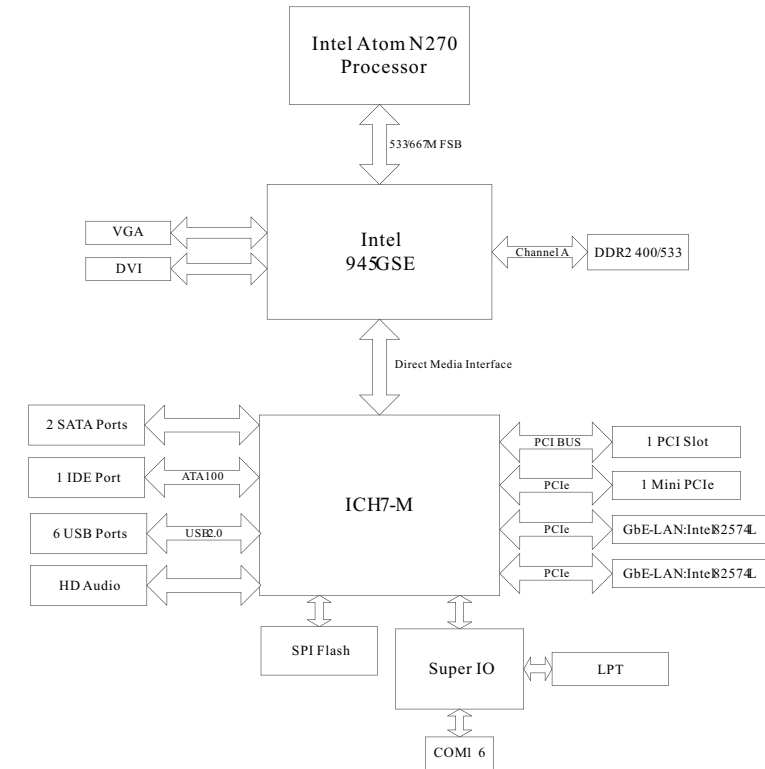 Intel Atom N270
Processor
533/667M FSB
VGA
DVI
Intel
945GSE
Channel A
DDR2 400/533
Direct Media Interface
2 SATA Ports
1 IDE Port
ATA100
6 USB Ports
USB2.0
HD Audio
ICH7-M
PCI BUS
1 PCI Slot
PCIe
1 Mini PCIe
PCIe
GbE-LAN:Intel82574L
PCIe
GbE-LAN:Intel82574L
SPI Flash
Super IO
LPT
COM1 6